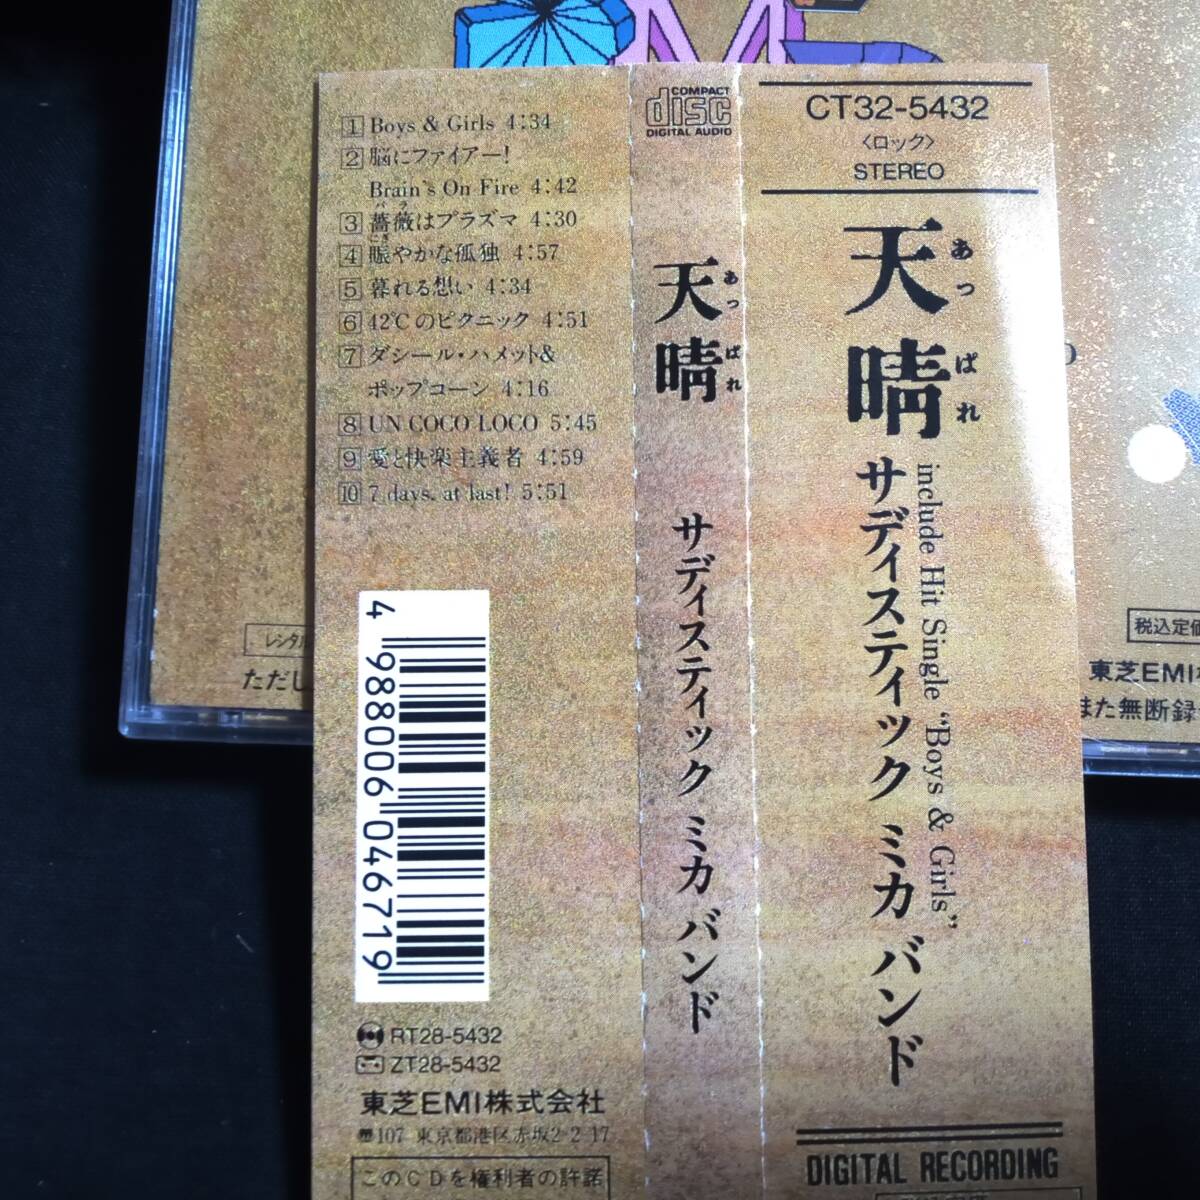 1 Boys & Girls 4:34
2 脳にファイアー!
Brain's On Fire 4:42
3 薔薇はプラズマ 4:30
バラ
4 賑やかな孤独 4:57
にぎ
5 暮れる想い 4:34
6 42℃のピクニック 4:51
7 ダシール・ハメット&
ポップコーン 4:16
8 UN COCO LOCO 5:45
9 愛と快楽主義者 4:59
10 7 days, at last! 5:51
4 988006 046719
RT28-5432
ZT28-5432
東芝EMI株式会社
〠107 東京都港区赤坂2-2-17
このCDを権利者の許諾
COMPACT
disc
DIGITAL AUDIO
天晴
あっぱれ
サディスティック ミカ バンド
CT32-5432
〈ロック〉
STEREO
天晴
あっぱれ
include Hit Single "Boys & Girls"
サディスティック ミカ バンド
DIGITAL RECORDING
レンタル
ただし
税込定価
東芝EMI
また無断録